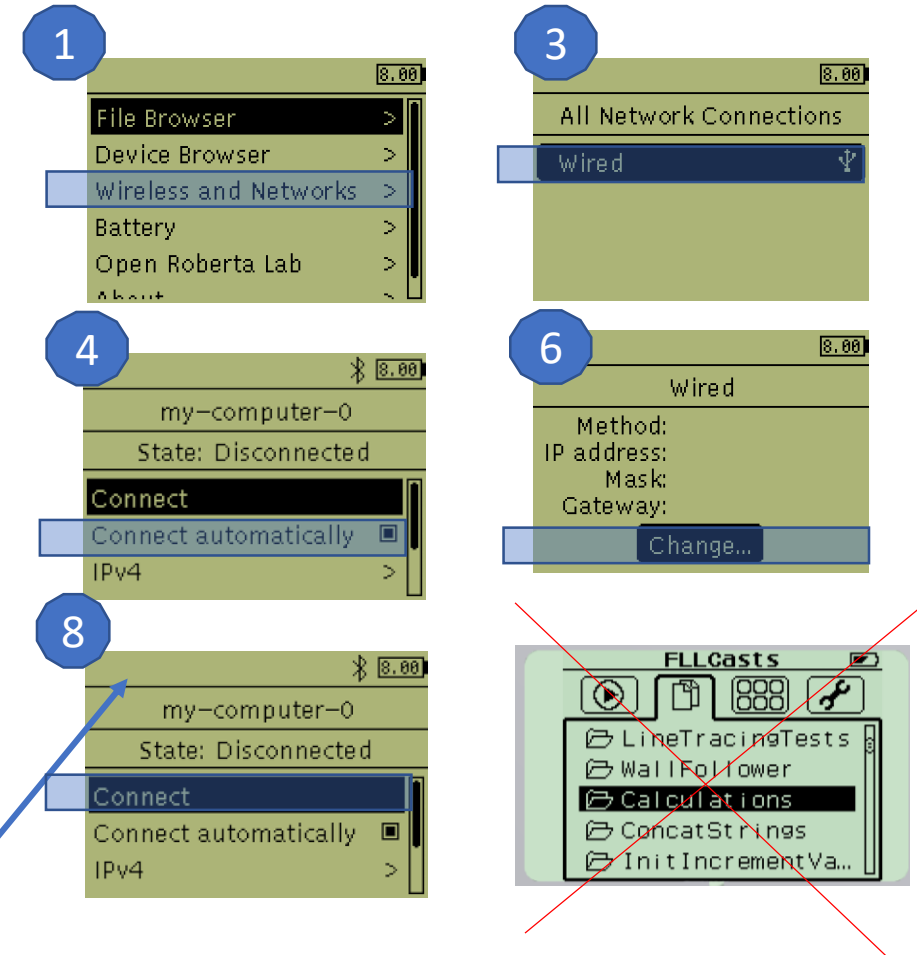 1
8.00
File Browser >
Device Browser >
Wireless and Networks >
Battery >
Open Roberta Lab >
About >
3
8.00
All Network Connections
Wired
4
8.00
my-computer-0
State: Disconnected
Connect
Connect automatically
IPv4 >
6
8.00
Wired
Method:
IP address:
Mask:
Gateway:
Change...
8
8.00
my-computer-0
State: Disconnected
Connect
Connect automatically
IPv4 >
FLLCasts
LineTracingTests
WallFollower
Calculations
ConcatStrings
InitIncrementVa...